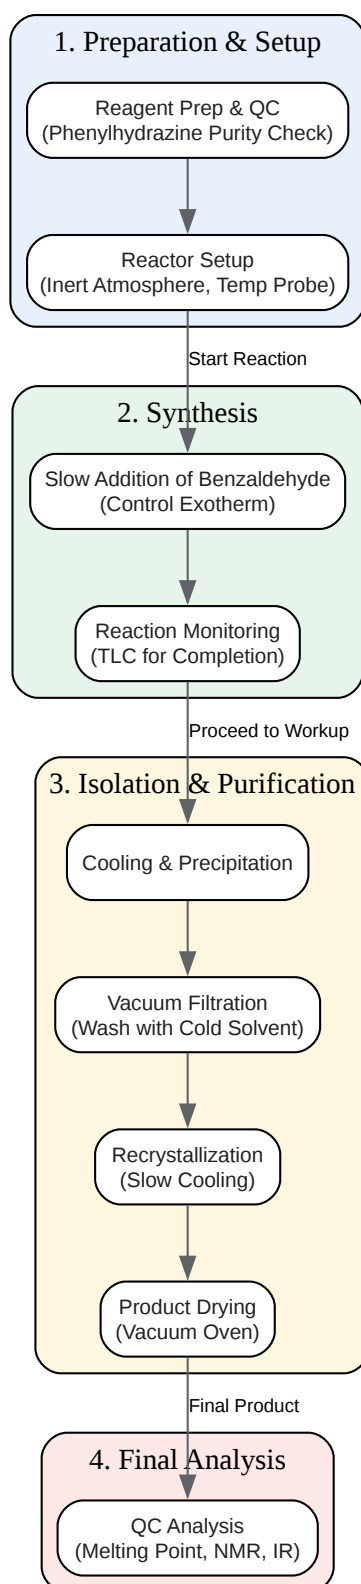 1. Preparation & Setup
Reagent Prep & QC
(Phenylhydrazine Purity Check)
Reactor Setup
(Inert Atmosphere, Temp Probe)
Start Reaction
2. Synthesis
Slow Addition of Benzaldehyde
(Control Exotherm)
Reaction Monitoring
(TLC for Completion)
Proceed to Workup
3. Isolation & Purification
Cooling & Precipitation
Vacuum Filtration
(Wash with Cold Solvent)
Recrystallization
(Slow Cooling)
Product Drying
(Vacuum Oven)
Final Product
4. Final Analysis
QC Analysis
(Melting Point, NMR, IR)